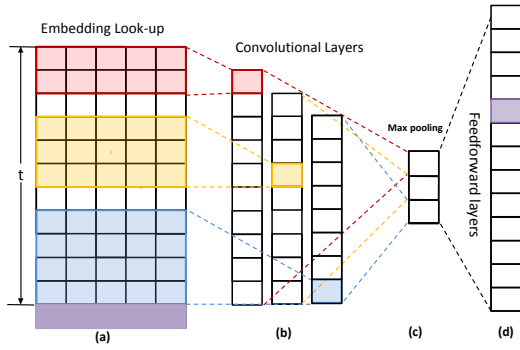 Embedding Look-up
Convolutional Layers
t
Max pooling
Feedforward layers
(a)
(b)
(c)
(d)